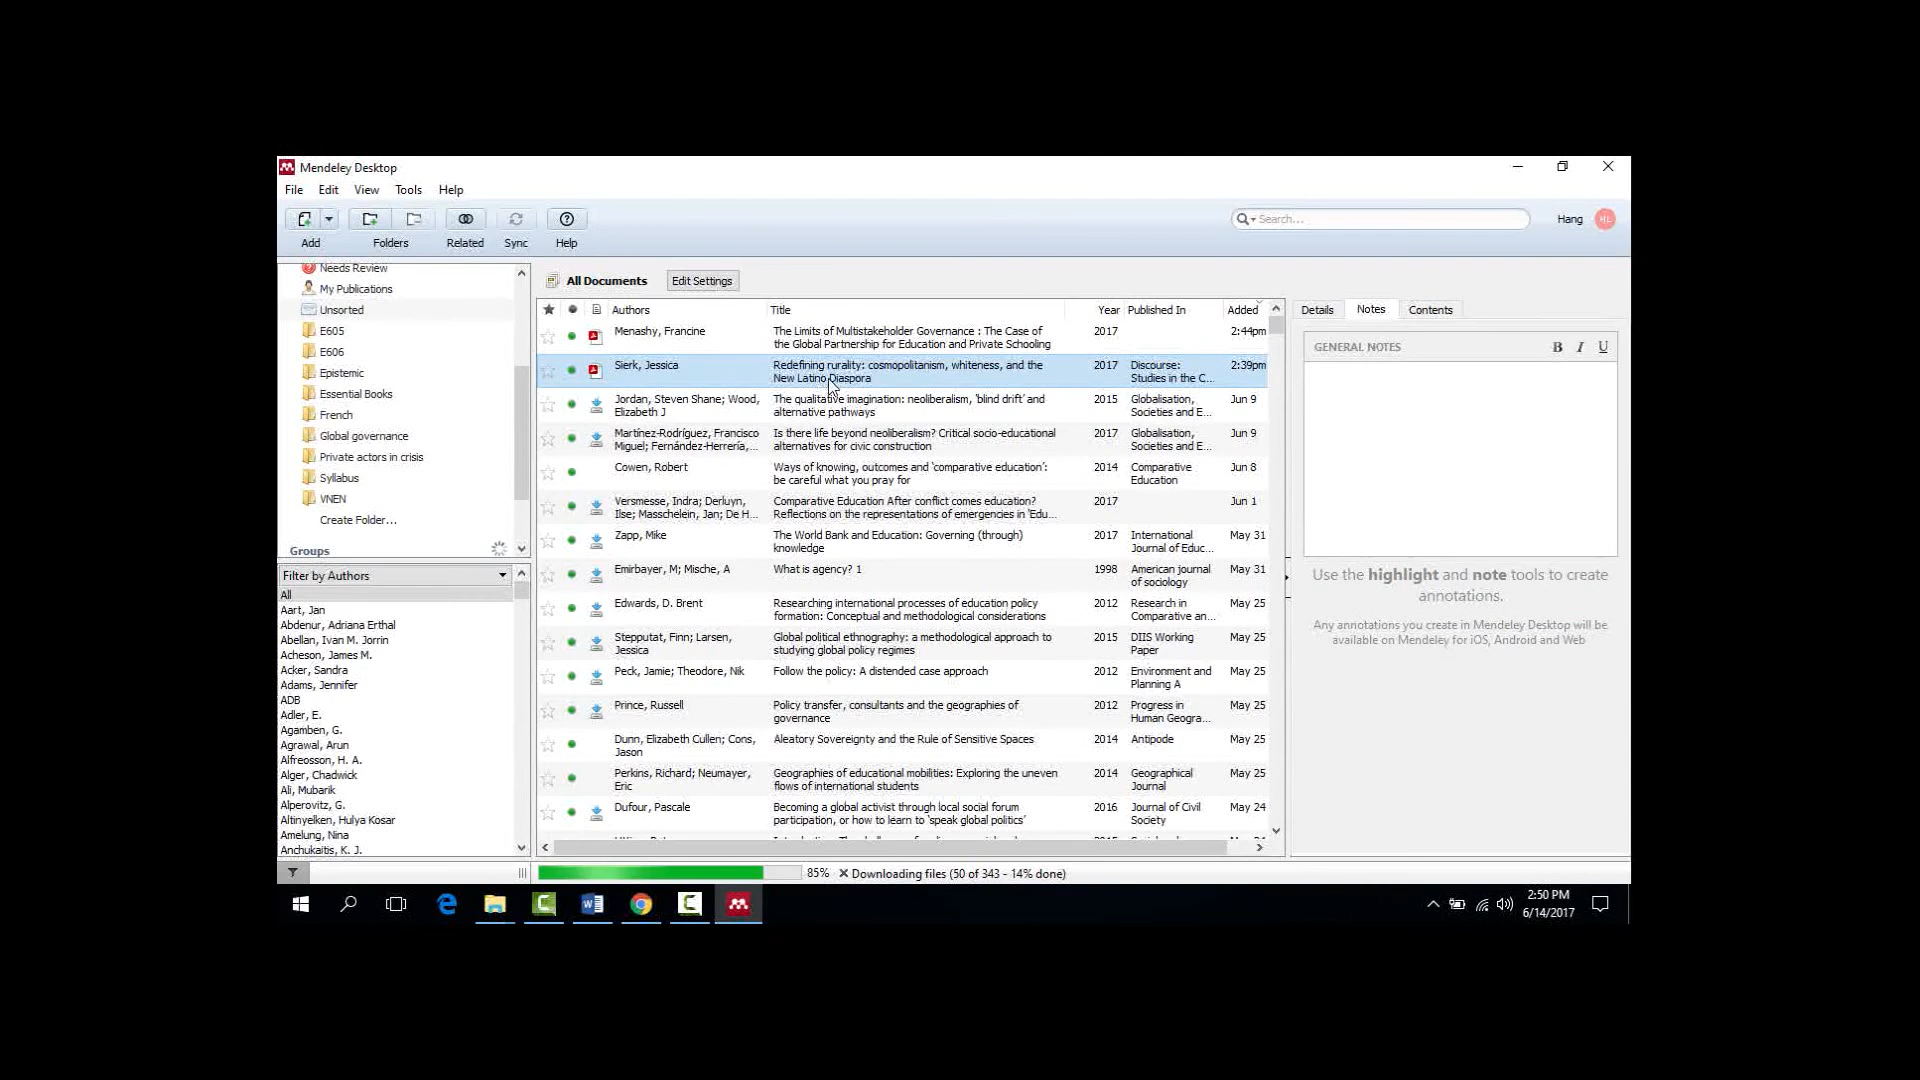 Mendeley Desktop
File Edit View Tools Help
Search...
Hang HL
Add Folders Related Sync Help
Needs Review
My Publications
Unsorted
E605
E606
Epistemic
Essential Books
French
Global governance
Private actors in crisis
Syllabus
VNEN
Create Folder...
Groups
Filter by Authors
All
Aart, Jan
Abdenur, Adriana Erthal
Abellan, Ivan M. Jorrin
Acheson, James M.
Acker, Sandra
Adams, Jennifer
ADB
Adler, E.
Agamben, G.
Agrawal, Arun
Alfreosson, H. A.
Alger, Chadwick
Ali, Mubarik
Alperovitz, G.
Altinyelken, Hulya Kosar
Amelung, Nina
Anchukaitis, K. J.
All Documents Edit Settings
Authors Title Year Published In Added
Menashy, Francine The Limits of Multistakeholder Governance : The Case of 2017 2:44pm
the Global Partnership for Education and Private Schooling
Sierk, Jessica Redefining rurality: cosmopolitanism, whiteness, and the 2017 Discourse: 2:39pm
New Latino Diaspora Studies in the C...
Jordan, Steven Shane; Wood, The qualitative imagination: neoliberalism, 'blind drift' and 2015 Globalisation, Jun 9
Elizabeth J alternative pathways Societies and E...
Martínez-Rodríguez, Francisco Is there life beyond neoliberalism? Critical socio-educational 2017 Globalisation, Jun 9
Miguel; Fernández-Herrería,... alternatives for civic construction Societies and E...
Cowen, Robert Ways of knowing, outcomes and 'comparative education': 2014 Comparative Jun 8
be careful what you pray for Education
Versmesse, Indra; Derluyn, Comparative Education After conflict comes education? 2017 Jun 1
Ilse; Masschelein, Jan; De H... Reflections on the representations of emergencies in 'Edu...
Zapp, Mike The World Bank and Education: Governing (through) 2017 International May 31
knowledge Journal of Educ...
Emirbayer, M; Mische, A What is agency? 1 1998 American journal May 31
of sociology
Edwards, D. Brent Researching international processes of education policy 2012 Research in May 25
formation: Conceptual and methodological considerations Comparative an...
Stepputat, Finn; Larsen, Global political ethnography: a methodological approach to 2015 DIIS Working May 25
Jessica studying global policy regimes Paper
Peck, Jamie; Theodore, Nik Follow the policy: A distended case approach 2012 Environment and May 25
Planning A
Prince, Russell Policy transfer, consultants and the geographies of 2012 Progress in May 25
governance Human Geogra...
Dunn, Elizabeth Cullen; Cons, Aleatory Sovereignty and the Rule of Sensitive Spaces 2014 Antipode May 25
Jason
Perkins, Richard; Neumayer, Geographies of educational mobilities: Exploring the uneven 2014 Geographical May 25
Eric flows of international students Journal
Dufour, Pascale Becoming a global activist through local social forum 2016 Journal of Civil May 24
participation, or how to learn to 'speak global politics' Society
Details Notes Contents
GENERAL NOTES B I U
Use the highlight and note tools to create
annotations.
Any annotations you create in Mendeley Desktop will be
available on Mendeley for iOS, Android and Web
85% Downloading files (50 of 343 - 14% done)
2:50 PM
6/14/2017